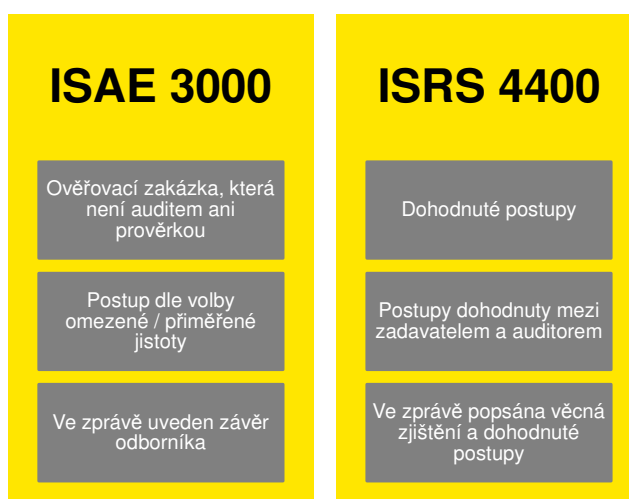 ISAE 3000
Ověřovací zakázka, která
není auditem ani
prověrkou
Postup dle volby
omezené / přiměřené
jistoty
Ve zprávě uveden závěr
odborníka
ISRS 4400
Dohodnuté postupy
Postupy dohodnuty mezi
zadavatelem a auditorem
Ve zprávě popsána věcná
zjištění a dohodnuté
postupy